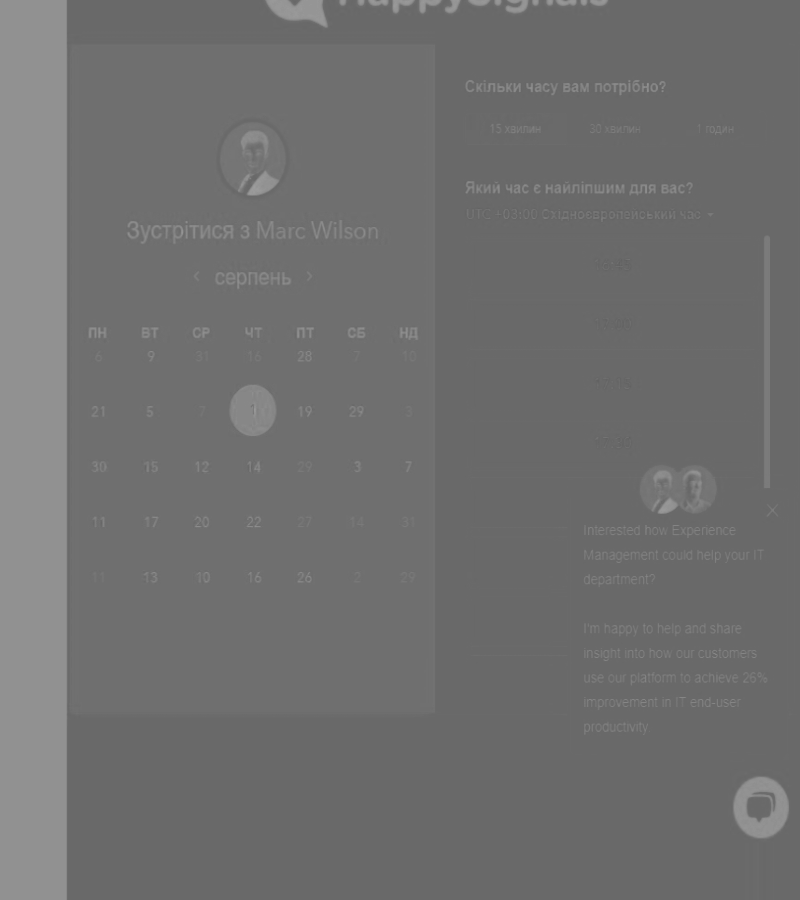 HappySignals
Зустрітися з Marc Wilson
серпень
ПН ВТ СР ЧТ ПТ СБ НД
6 9 31 16 28 7 10
21 5 7 1 19 29 3
30 15 12 14 29 3 7
11 17 20 22 27 14 31
11 13 10 16 26 2 29
Скільки часу вам потрібно?
15 хвилин 30 хвилин 1 годин
Який час є найліпшим для вас?
UTC +03:00 Східноєвропейський час
Interested how Experience
Management could help your IT
department?
I'm happy to help and share
insight into how our customers
use our platform to achieve 26%
improvement in IT end-user
productivity